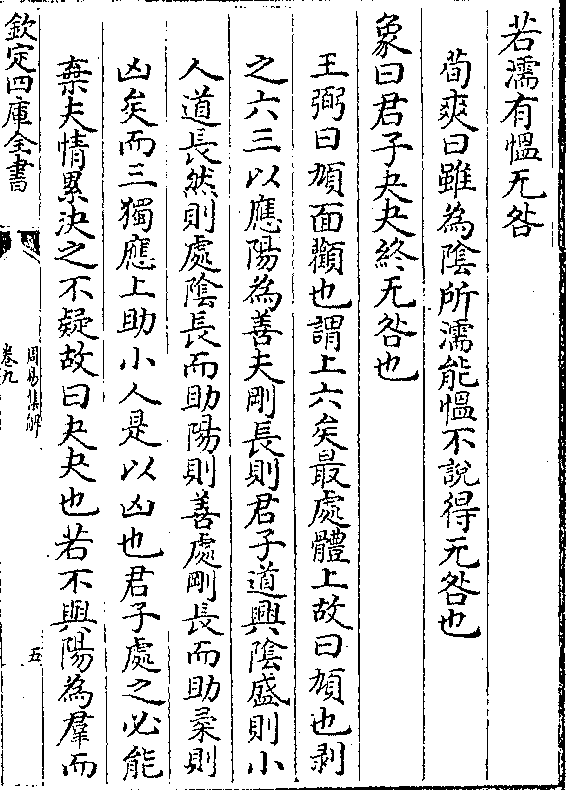 若濡有愠无咎
荀爽曰雖為陰所濡能愠不說得无咎也
象曰君子夬夬終无咎也
王弼曰頄面顴也謂上六矣最處體上故曰頄也剥
之六三以應陽為善夫剛長則君子道興陰盛則小
人道長然則處陰長而助陽則善處剛長而助柔則
凶矣而三獨應上助小人是以凶也君子處之必能
棄夫情累決之不疑故曰夬夬也若不與陽為羣而
欽定四庫全書
周易集解
卷九
五